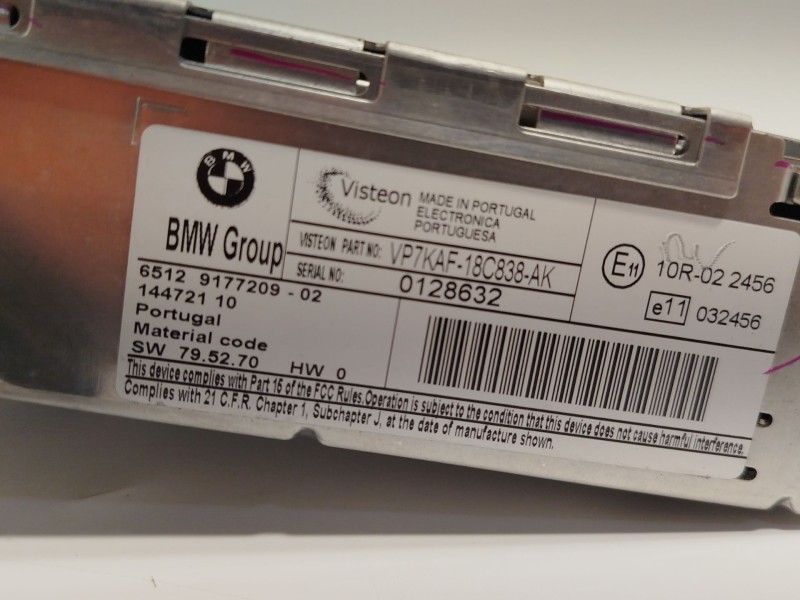 BMW
BMW Group
Visteon
MADE IN PORTUGAL
ELECTRONICA
PORTUGUESA
VISTEON PART NO: VP7KAF-18C838-AK
SERIAL NO: 0128632
E11 10R-02 2456
e11 032456
6512 9177209-02
144721 10
Portugal
Material code
SW 79.52.70 HW 0
This device complies with Part 15 of the FCC Rules.Operation is subject to the condition that this device does not cause harmful interference.
Complies with 21 C.F.R. Chapter 1, Subchapter J, at the date of manufacture shown.